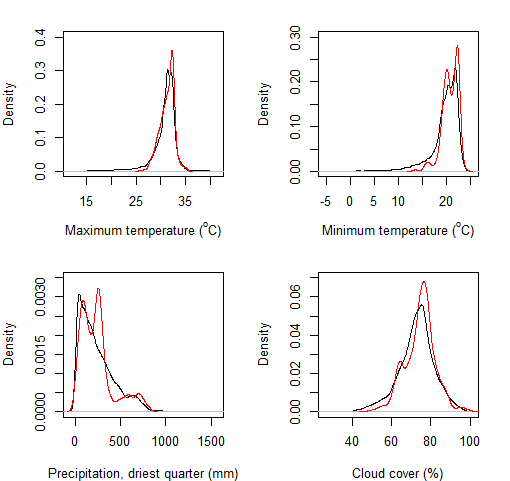 0.4
0.3
0.2
0.1
0.0
Density
15 25 35
Maximum temperature (°C)
0.30
0.20
0.10
0.00
Density
-5 0 5 10 20
Minimum temperature (°C)
0.0030
0.0015
0.0000
Density
0 500 1000 1500
Precipitation, driest quarter (mm)
0.06
0.04
0.02
0.00
Density
40 60 80 100
Cloud cover (%)